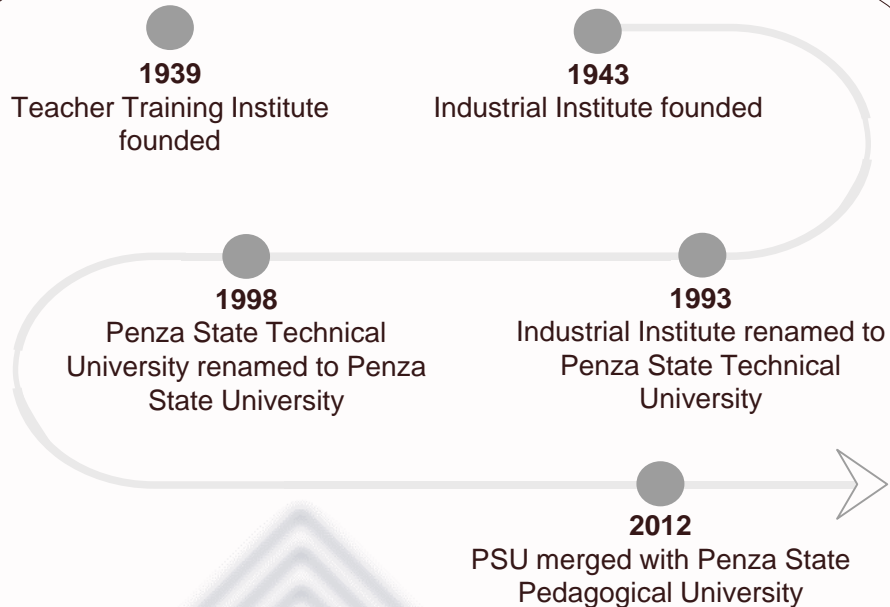 1939
Teacher Training Institute
founded
1943
Industrial Institute founded
1993
Industrial Institute renamed to
Penza State Technical
University
1998
Penza State Technical
University renamed to Penza
State University
2012
PSU merged with Penza State
Pedagogical University